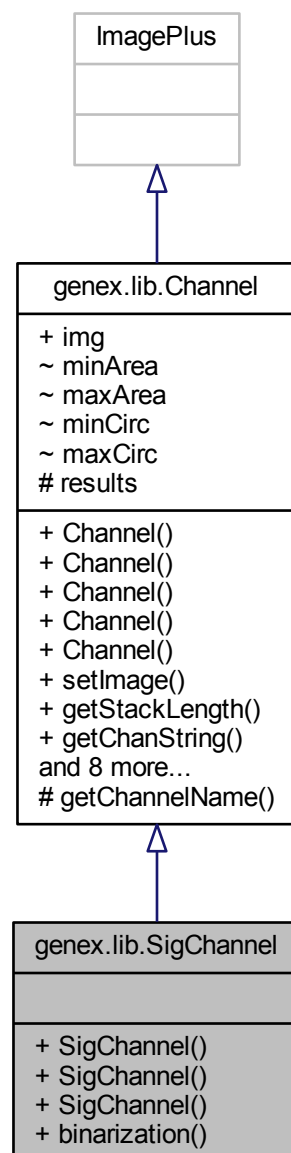 ImagePlus
genex.lib.Channel
+ img
~ minArea
~ maxArea
~ minCirc
~ maxCirc
# results
+ Channel()
+ Channel()
+ Channel()
+ Channel()
+ Channel()
+ setImage()
+ getStackLength()
+ getChanString()
and 8 more...
# getChannelName()
genex.lib.SigChannel
+ SigChannel()
+ SigChannel()
+ SigChannel()
+ binarization()